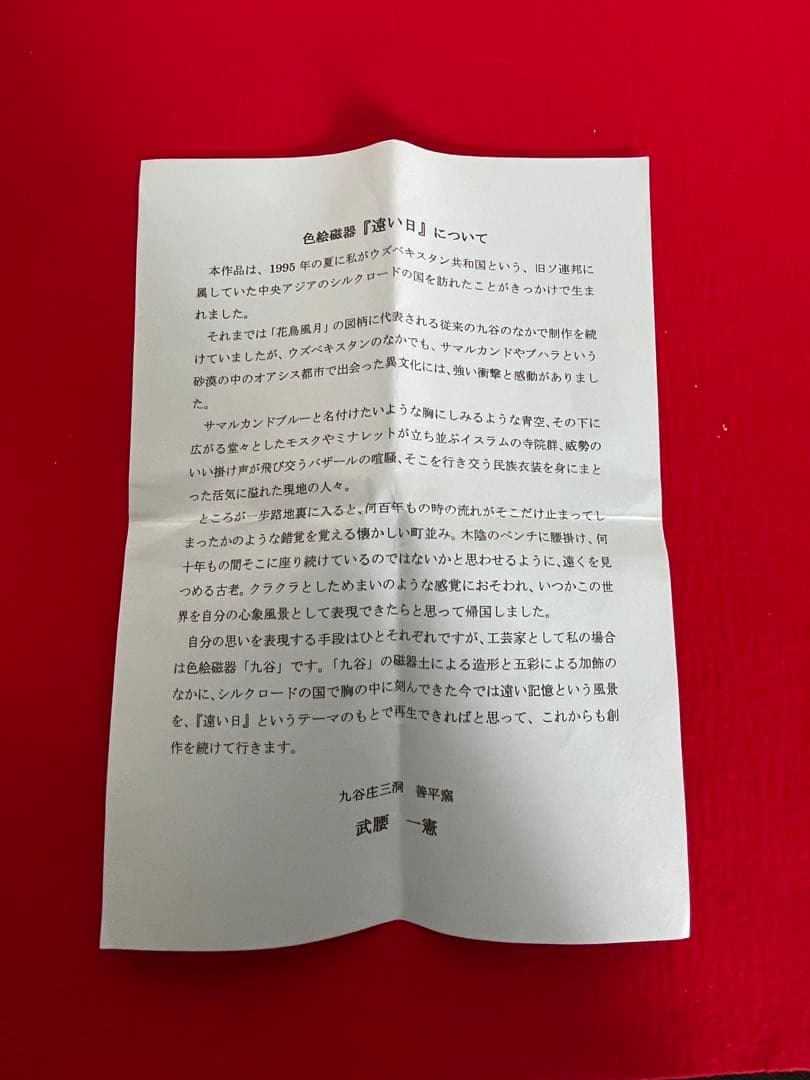 色絵磁器『遠い日』について
本作品は、1995年の夏に私がウズベキスタン共和国という、旧ソ連邦に
属していた中央アジアのシルクロードの国を訪れたことがきっかけで生ま
れました。
それまでは「花鳥風月」の図柄に代表される従来の九谷のなかで制作を続
けていましたが、ウズベキスタンのなかでも、サマルカンドやブハラという
砂漠の中のオアシス都市で出会った異文化には、強い衝撃と感動がありまし
た。
サマルカンドブルーと名付けたいような胸にしみるような青空、その下に
広がる堂々としたモスクやミナレットが立ち並ぶイスラムの寺院群、威勢の
いい掛け声が飛び交うバザールの喧騒、そこを行き交う民族衣装を身にまと
った活気に溢れた現地の人々。
ところが一歩路地裏に入ると、何百年もの時の流れがそこだけ止まってし
まったかのような錯覚を覚える懐かしい町並み。木陰のベンチに腰掛け、何
十年もの間そこに座り続けているのではないかと思わせるように、遠くを見
つめる古老。クラクラとしためまいのような感覚におそわれ、いつかこの世
界を自分の心象風景として表現できたらと思って帰国しました。
自分の思いを表現する手段はひとそれぞれですが、工芸家として私の場合
は色絵磁器「九谷」です。「九谷」の磁器土による造形と五彩による加飾の
なかに、シルクロードの国で胸の中に刻んできた今では遠い記憶という風景
を、『遠い日』というテーマのもとで再生できればと思って、これからも創
作を続けて行きます。
九谷庄三洞 善平窯
武腰 一憲